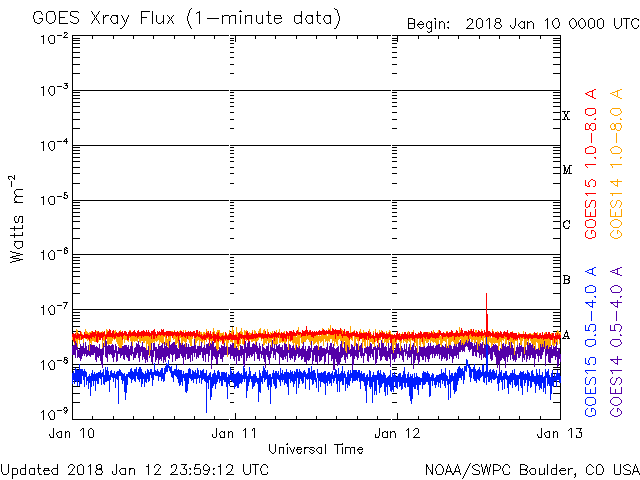 GOES Xray Flux (1-minute data)
Begin: 2018 Jan 10 0000 UTC
10⁻²
10⁻³
10⁻⁴
10⁻⁵
10⁻⁶
10⁻⁷
10⁻⁸
10⁻⁹
Watts m⁻²
X
M
C
B
A
GOES15 1.0-8.0 A
GOES14 1.0-8.0 A
GOES15 0.5-4.0 A
GOES14 0.5-4.0 A
Jan 10
Jan 11
Jan 12
Jan 13
Universal Time
Updated 2018 Jan 12 23:59:12 UTC
NOAA/SWPC Boulder, CO USA